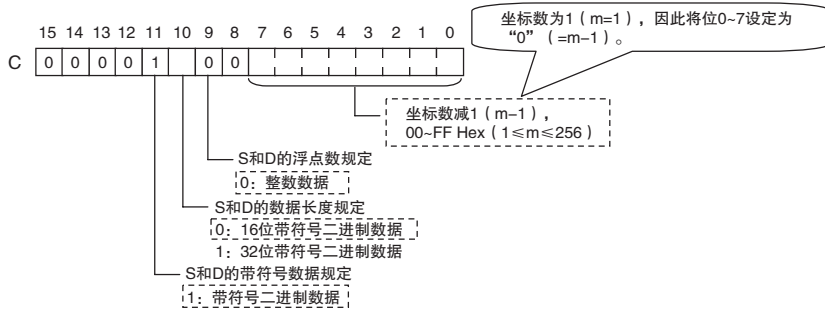 坐标数为1（m=1），因此将位0~7设定为
“0”（=m−1）。
15 14 13 12 11 10 9 8 7 6 5 4 3 2 1 0
C 0 0 0 0 1 0 0
坐标数减1（m−1），
00~FF Hex（1≤m≤256）
S和D的浮点数规定
0：整数数据
S和D的数据长度规定
0：16位带符号二进制数据
1：32位带符号二进制数据
S和D的带符号数据规定
1：带符号二进制数据